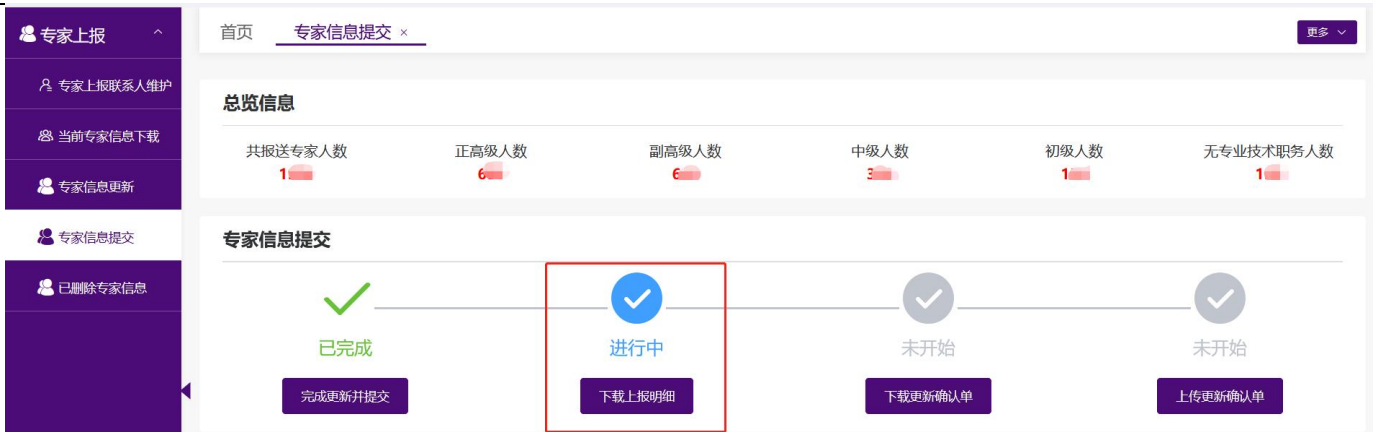 专家上报
首页 专家信息提交 × 更多
专家上报联系人维护
当前专家信息下载
专家信息更新
专家信息提交
已删除专家信息
总览信息
共报送专家人数 正高级人数 副高级人数 中级人数 初级人数 无专业技术职务人数
专家信息提交
已完成 进行中 未开始 未开始
完成更新并提交 下载上报明细 下载更新确认单 上传更新确认单